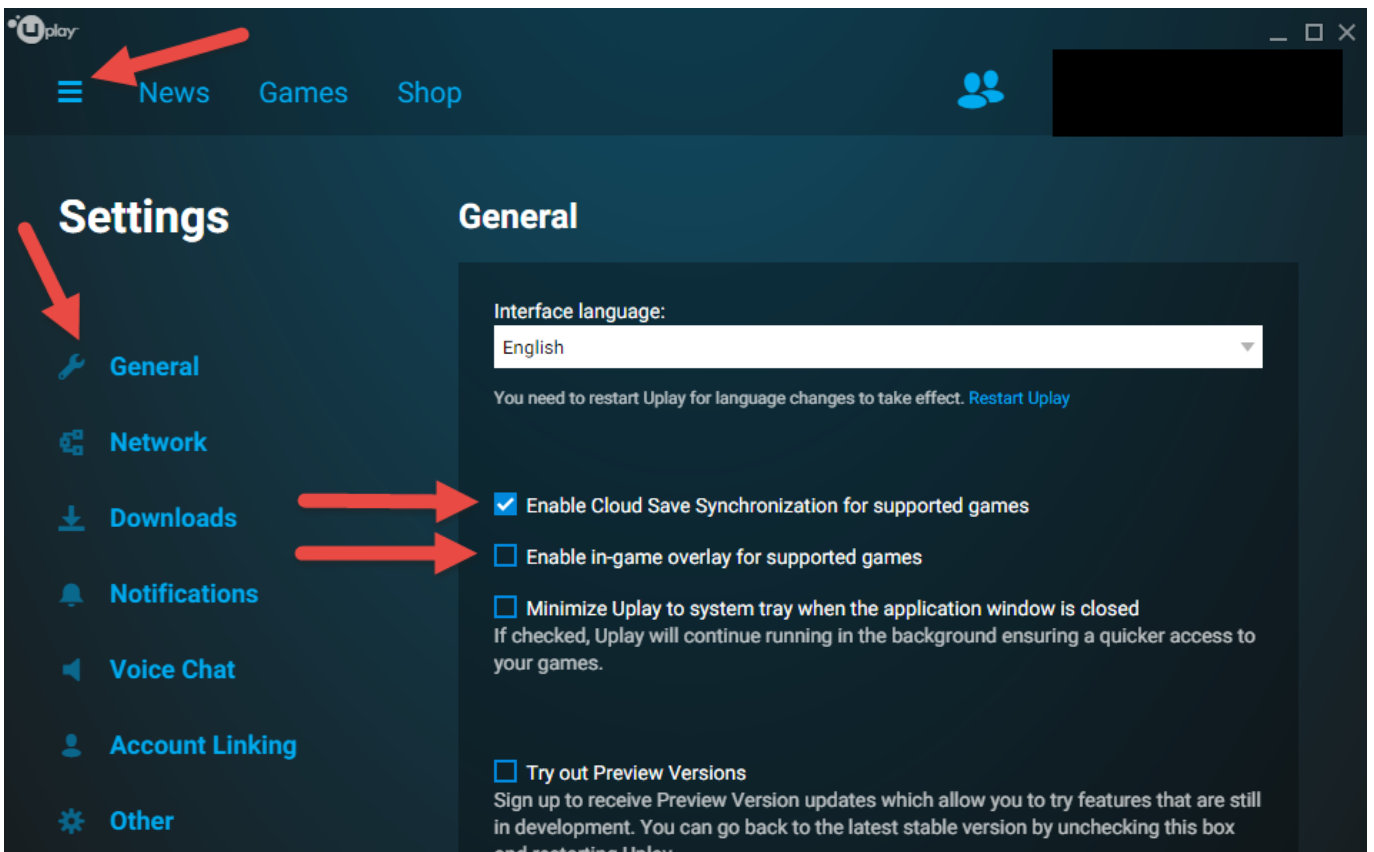 Uplay
News Games Shop
Settings
General
Network
Downloads
Notifications
Voice Chat
Account Linking
Other
General
Interface language:
English
You need to restart Uplay for language changes to take effect. Restart Uplay
Enable Cloud Save Synchronization for supported games
Enable in-game overlay for supported games
Minimize Uplay to system tray when the application window is closed
If checked, Uplay will continue running in the background ensuring a quicker access to
your games.
Try out Preview Versions
Sign up to receive Preview Version updates which allow you to try features that are still
in development. You can go back to the latest stable version by unchecking this box
and restarting Uplay.